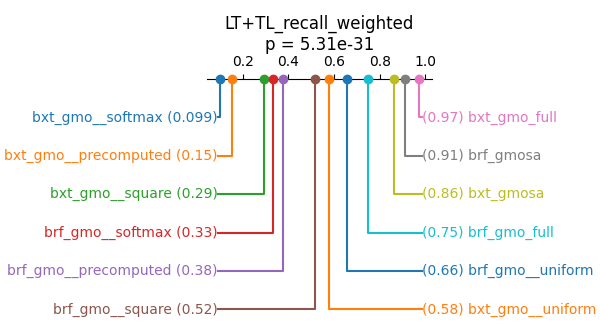 LT+TL_recall_weighted
p = 5.31e-31
0.2 0.4 0.6 0.8 1.0
bxt_gmo__softmax (0.099) (0.97) bxt_gmo_full
bxt_gmo__precomputed (0.15) (0.91) brf_gmosa
bxt_gmo__square (0.29) (0.86) bxt_gmosa
brf_gmo__softmax (0.33) (0.75) brf_gmo_full
brf_gmo__precomputed (0.38) (0.66) brf_gmo__uniform
brf_gmo__square (0.52) (0.58) bxt_gmo__uniform